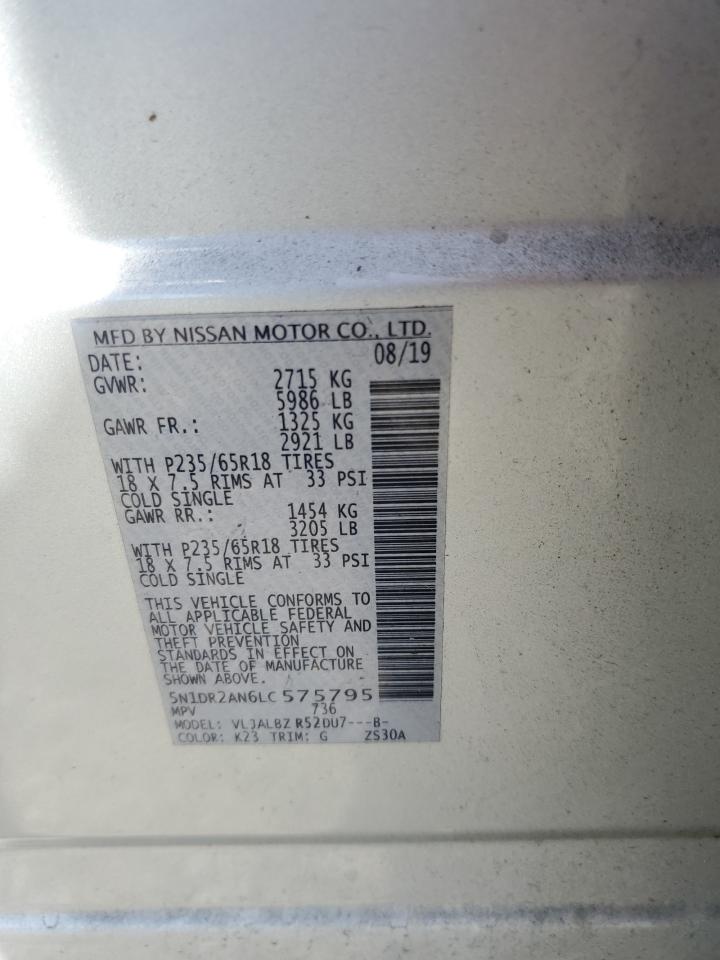 MFD BY NISSAN MOTOR CO., LTD.
DATE: 08/19
GVWR: 2715 KG
5986 LB
GAWR FR.: 1325 KG
2921 LB
WITH P235/65R18 TIRES
18 X 7.5 RIMS AT 33 PSI
COLD SINGLE
GAWR RR.: 1454 KG
3205 LB
WITH P235/65R18 TIRES
18 X 7.5 RIMS AT 33 PSI
COLD SINGLE
THIS VEHICLE CONFORMS TO
ALL APPLICABLE FEDERAL
MOTOR VEHICLE SAFETY AND
THEFT PREVENTION
STANDARDS IN EFFECT ON
THE DATE OF MANUFACTURE
SHOWN ABOVE.
5N1DR2AN6LC 575795
MPV 736
MODEL: VLJALBZ R52DU7---B-
COLOR: K23 TRIM: G ZS30A